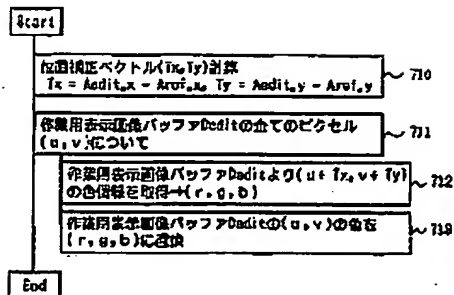 Start
位置補正ベクトル(Tx,Ty)計算
Tx = Aedit.x - Aref.x, Ty = Aedit.y - Aref.y
710
作業用表示画像バッファDeditの全てのピクセル
(u,v)について
711
作業用表示画像バッファDeditより(u+Tx,v+Ty)
の色情報を取得→(r,g,b)
712
作業用表示画像バッファDeditの(u,v)の色を
(r,g,b)に置換
713
End